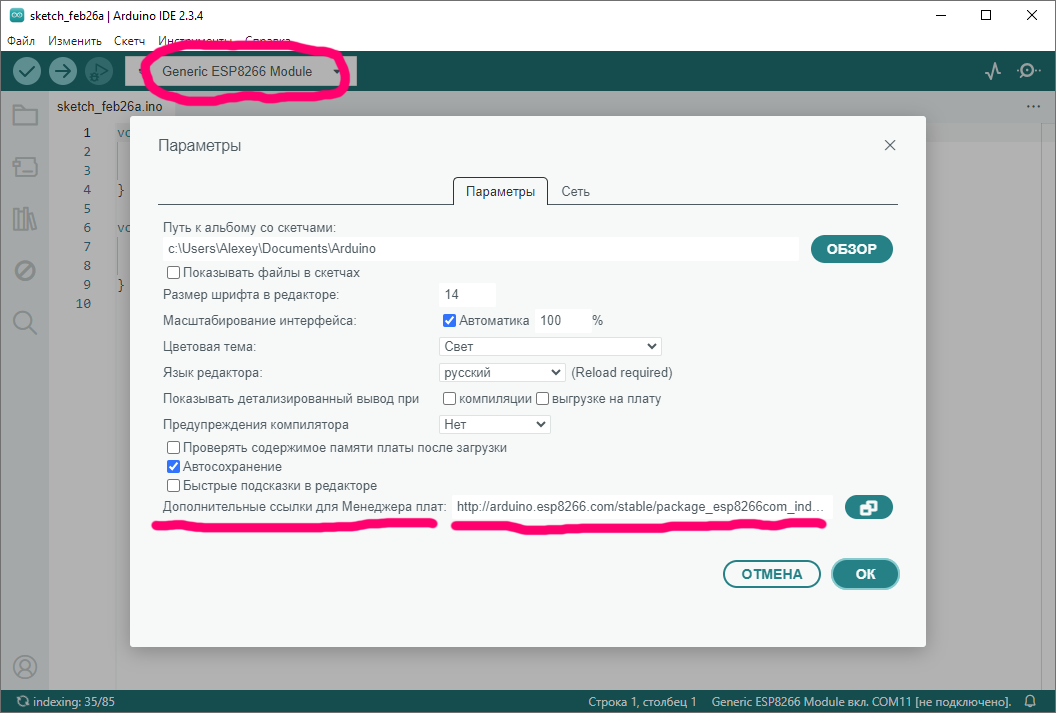 sketch_feb26a | Arduino IDE 2.3.4
Файл Изменить Скетч Инструменты Справка
Generic ESP8266 Module
sketch_feb26a.ino
1 vo
2
3
4 }
5
6 vo
7
8
9 }
10
Параметры
Параметры Сеть
Путь к альбому со скетчами:
c:\Users\Alexey\Documents\Arduino ОБЗОР
Показывать файлы в скетчах
Размер шрифта в редакторе: 14
Масштабирование интерфейса: Автоматика 100 %
Цветовая тема: Свет
Язык редактора: русский (Reload required)
Показывать детализированный вывод при компиляции выгрузке на плату
Предупреждения компилятора Нет
Проверять содержимое памяти платы после загрузки
Автосохранение
Быстрые подсказки в редакторе
Дополнительные ссылки для Менеджера плат: http://arduino.esp8266.com/stable/package_esp8266com_ind...
ОТМЕНА ОК
indexing: 35/85 Строка 1, столбец 1 Generic ESP8266 Module вкл. COM11 [не подключено].